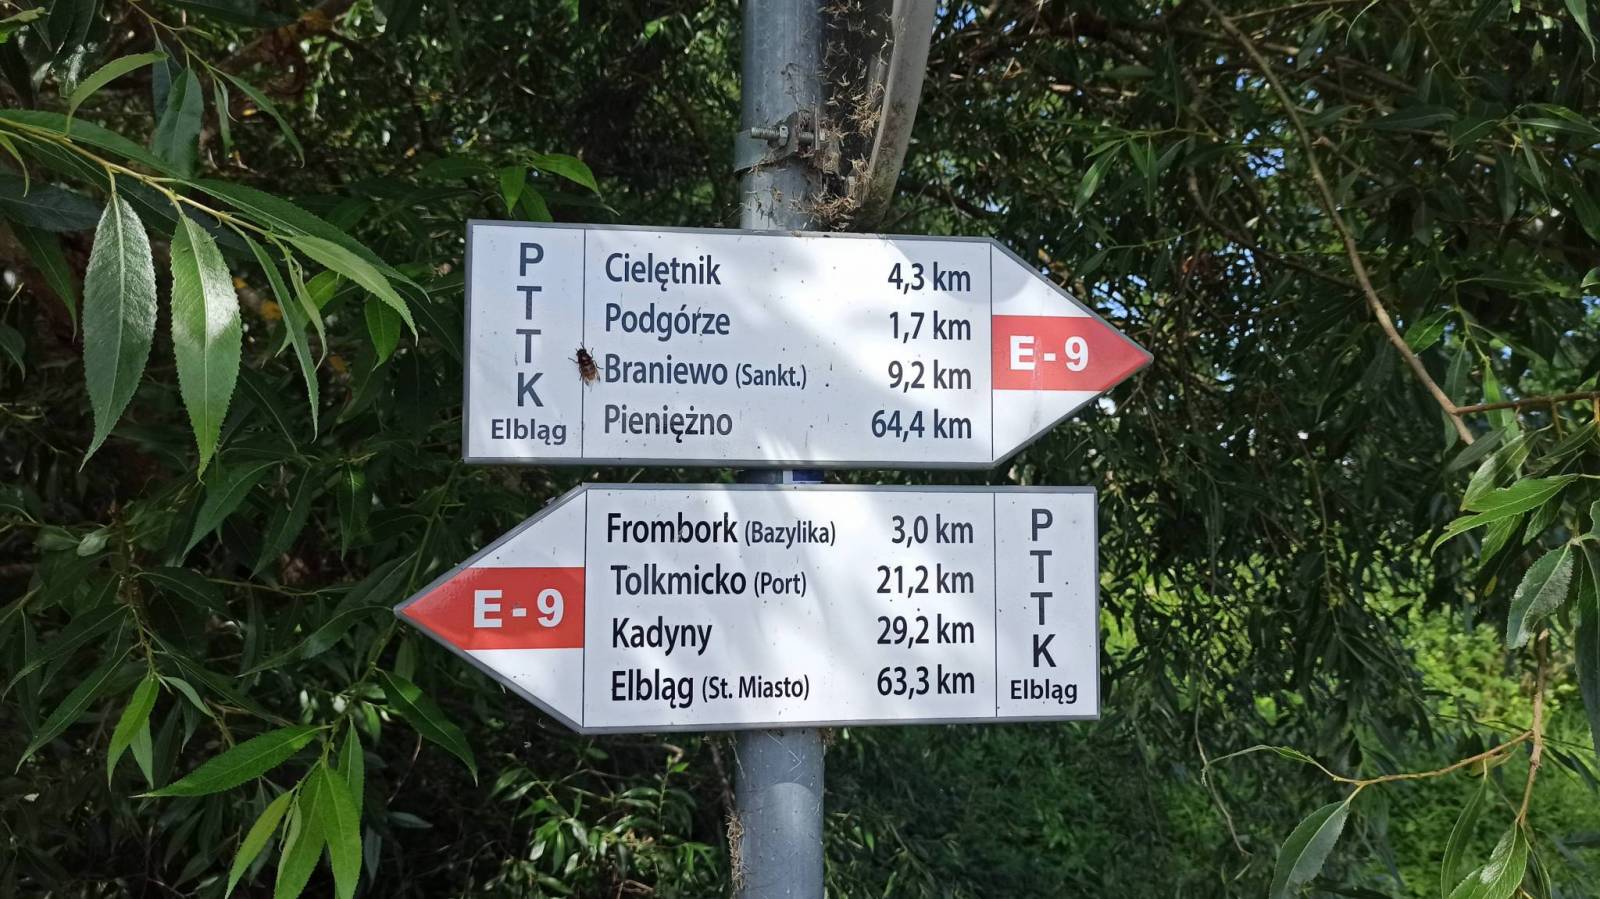 PTTK
Elbląg
Cielętnik 4,3 km
Podgórze 1,7 km
Braniewo (Sankt.) 9,2 km
Pieniężno 64,4 km
E-9
E-9
Frombork (Bazylika) 3,0 km
Tolkmicko (Port) 21,2 km
Kadyny 29,2 km
Elbląg (St. Miasto) 63,3 km
PTTK
Elbląg